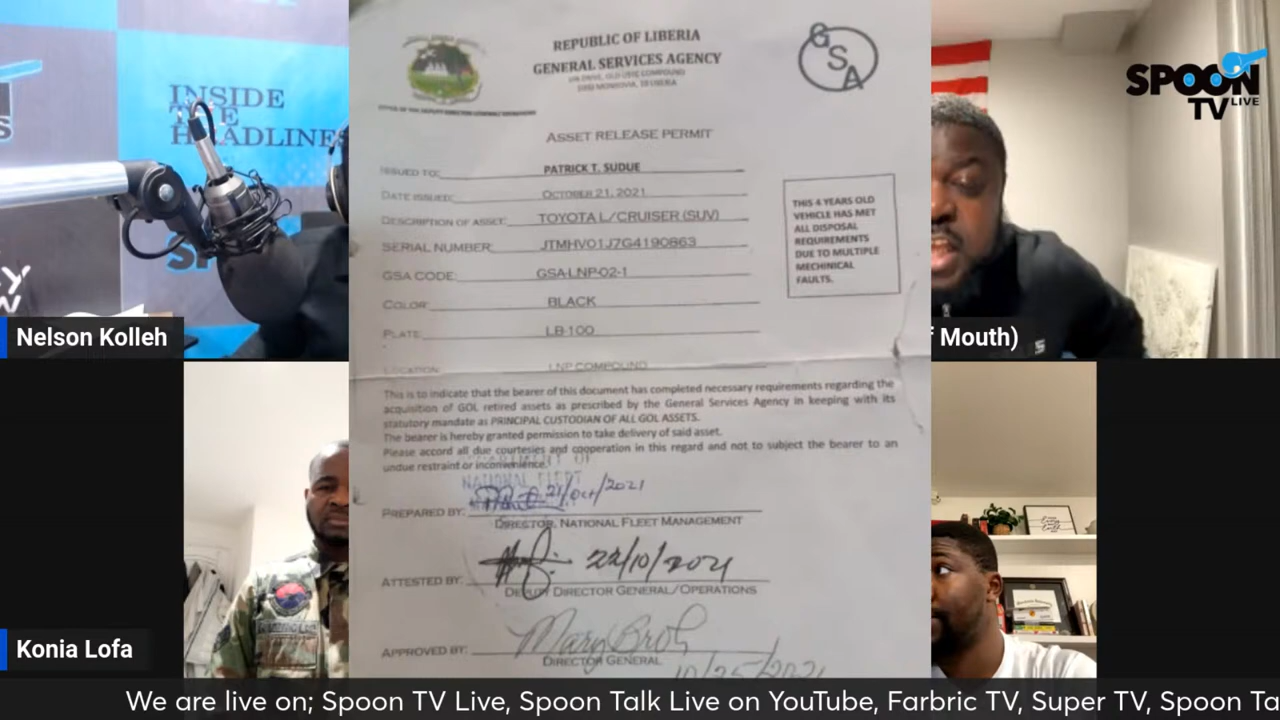 INSIDE
THE
HEADLINES
Nelson Kolleh
REPUBLIC OF LIBERIA
GENERAL SERVICES AGENCY
GSA
ASSET RELEASE PERMIT
ISSUED TO: PATRICK T. SUDUE
DATE ISSUED: OCTOBER 21, 2021
DESCRIPTION OF ASSET: TOYOTA L/CRUISER (SUV)
SERIAL NUMBER: JTMHV01J7G4190863
GSA CODE: GSA-LNP-02-1
COLOR: BLACK
PLATE: LB-100
LOCATION: LNP COMPOUND
THIS 4 YEARS OLD
VEHICLE HAS MET
ALL DISPOSAL
REQUIREMENTS
DUE TO MULTIPLE
MECHINICAL
FAULTS.
This is to indicate that the bearer of this document has completed necessary requirements regarding the
acquisition of GOL retired assets as prescribed by the General Services Agency in keeping with its
statutory mandate as PRINCIPAL CUSTODIAN OF ALL GOL ASSETS.
The bearer is hereby granted permission to take delivery of said asset.
Please accord all due courtesies and cooperation in this regard and not to subject the bearer to an
undue restraint or inconvenience.
NATIONAL FLEET
21/Oct/2021
PREPARED BY:
DIRECTOR, NATIONAL FLEET MANAGEMENT
22/10/2021
ATTESTED BY:
DEPUTY DIRECTOR GENERAL/OPERATIONS
Mary Broh
APPROVED BY:
DIRECTOR GENERAL
10/25/2021
SPOON
TV LIVE
Mouth)
Konia Lofa
We are live on; Spoon TV Live, Spoon Talk Live on YouTube, Farbric TV, Super TV, Spoon Ta